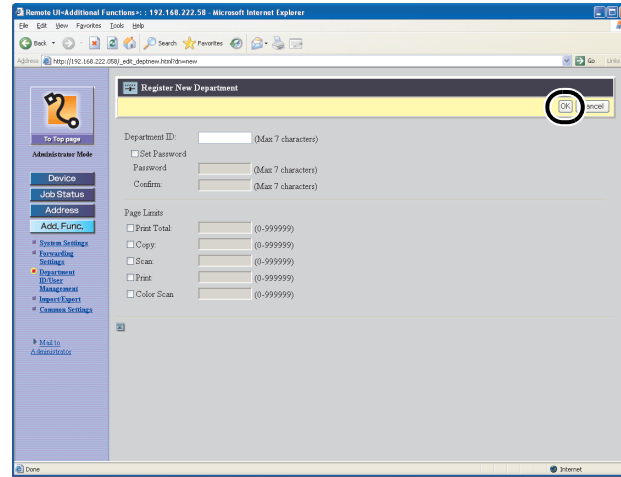 Remote UI<Additional Functions>: : 192.168.222.58 - Microsoft Internet Explorer
File Edit View Favorites Tools Help
Back Search Favorites
Address http://192.168.222.058/_edit_deptnew.html?drwnew Go Links
Register New Department
OK ancel
To Top page
Administrator Mode
Device
Job Status
Address
Add. Func.
System Settings
Forwarding
Settings
Department
ID/User
Management
Import/Export
Common Settings
Mail to
Administrator
Department ID: (Max 7 characters)
Set Password
Password (Max 7 characters)
Confirm: (Max 7 characters)
Page Limits
Print Total: (0-999999)
Copy: (0-999999)
Scan: (0-999999)
Print: (0-999999)
Color Scan (0-999999)
Done Internet